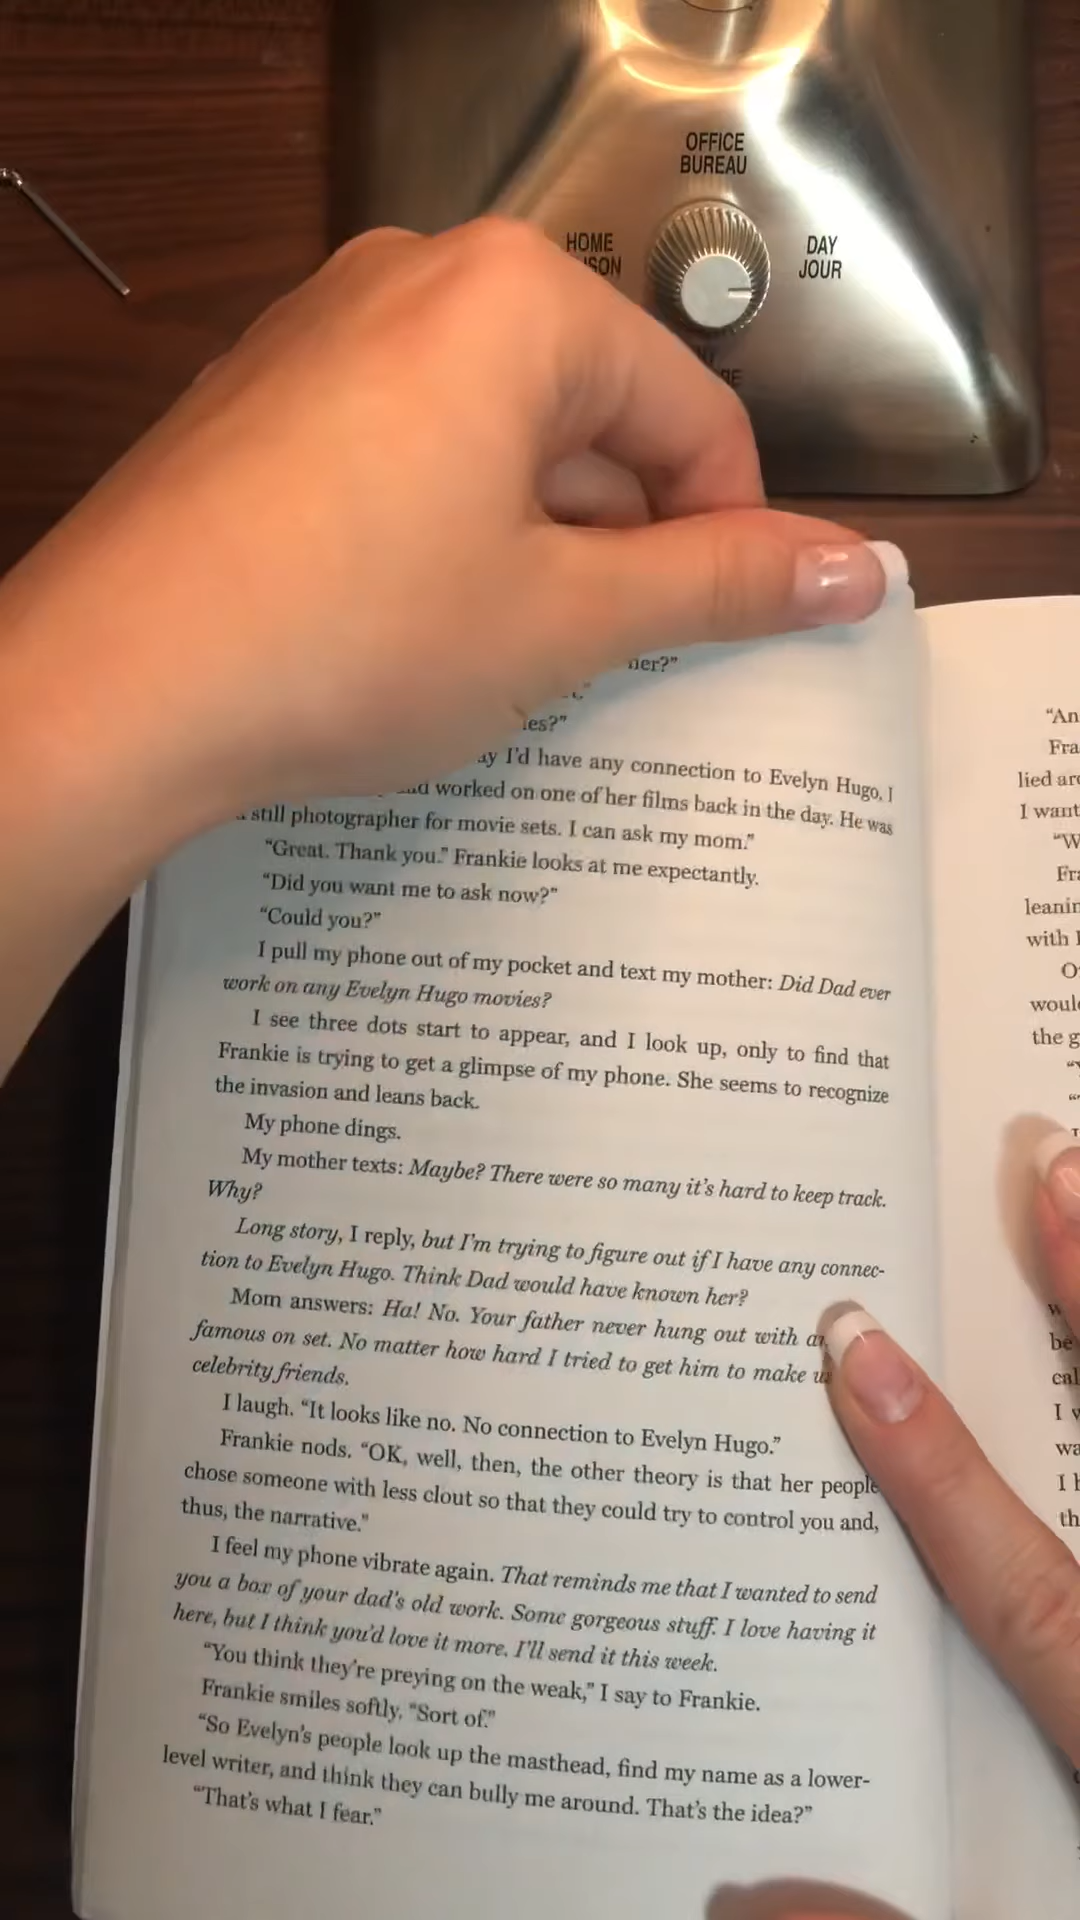 OFFICE
BUREAU
HOME
DAY
JOUR
I'd have any connection to Evelyn Hugo, I
worked on one of her films back in the day. He was
still photographer for movie sets. I can ask my mom.”
“Great. Thank you.” Frankie looks at me expectantly.
“Did you want me to ask now?”
“Could you?”
I pull my phone out of my pocket and text my mother: Did Dad ever
work on any Evelyn Hugo movies?
I see three dots start to appear, and I look up, only to find that
Frankie is trying to get a glimpse of my phone. She seems to recognize
the invasion and leans back.
My phone dings.
My mother texts: Maybe? There were so many it's hard to keep track.
Why?
Long story, I reply, but I'm trying to figure out if I have any connec-
tion to Evelyn Hugo. Think Dad would have known her?
Mom answers: Ha! No. Your father never hung out with
famous on set. No matter how hard I tried to get him to make
celebrity friends.
I laugh. “It looks like no. No connection to Evelyn Hugo.”
Frankie nods. “OK, well, then, the other theory is that her people
chose someone with less clout so that they could try to control you and,
thus, the narrative.”
I feel my phone vibrate again. That reminds me that I wanted to send
you a box of your dad's old work. Some gorgeous stuff. I love having it
here, but I think you'd love it more. I'll send it this week.
“You think they're preying on the weak,” I say to Frankie.
Frankie smiles softly. “Sort of.”
“So Evelyn's people look up the masthead, find my name as a lower-
level writer, and think they can bully me around. That's the idea?”
“That's what I fear.”
I want
with
the
be
I